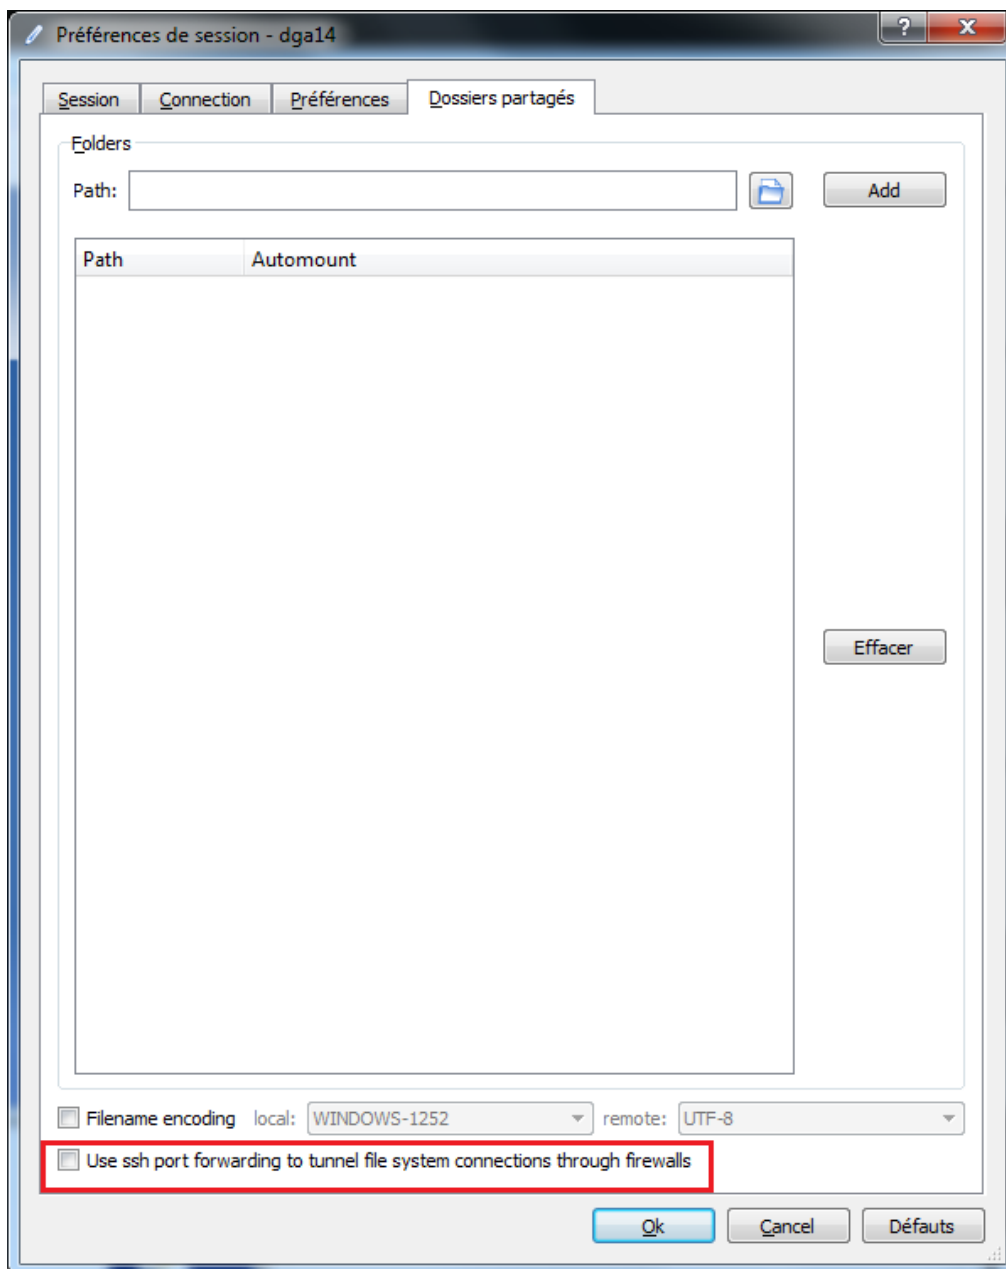 Préférences de session - dga14
Session Connection Préférences Dossiers partagés
Folders
Path: Add
Path Automount
Effacer
Filename encoding local: WINDOWS-1252 remote: UTF-8
Use ssh port forwarding to tunnel file system connections through firewalls
Ok Cancel Défauts